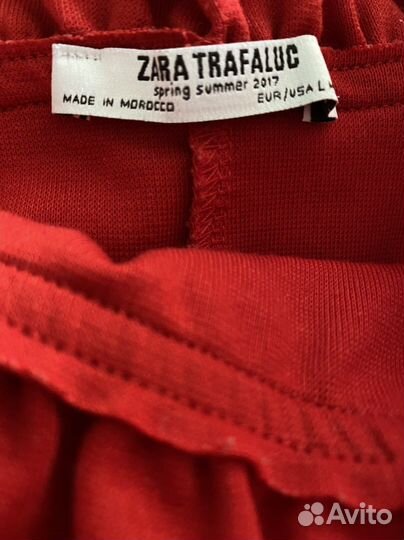 ZARA TRAFALUC
spring summer 2017
MADE IN MOROCCO EUR/USA L
Avito